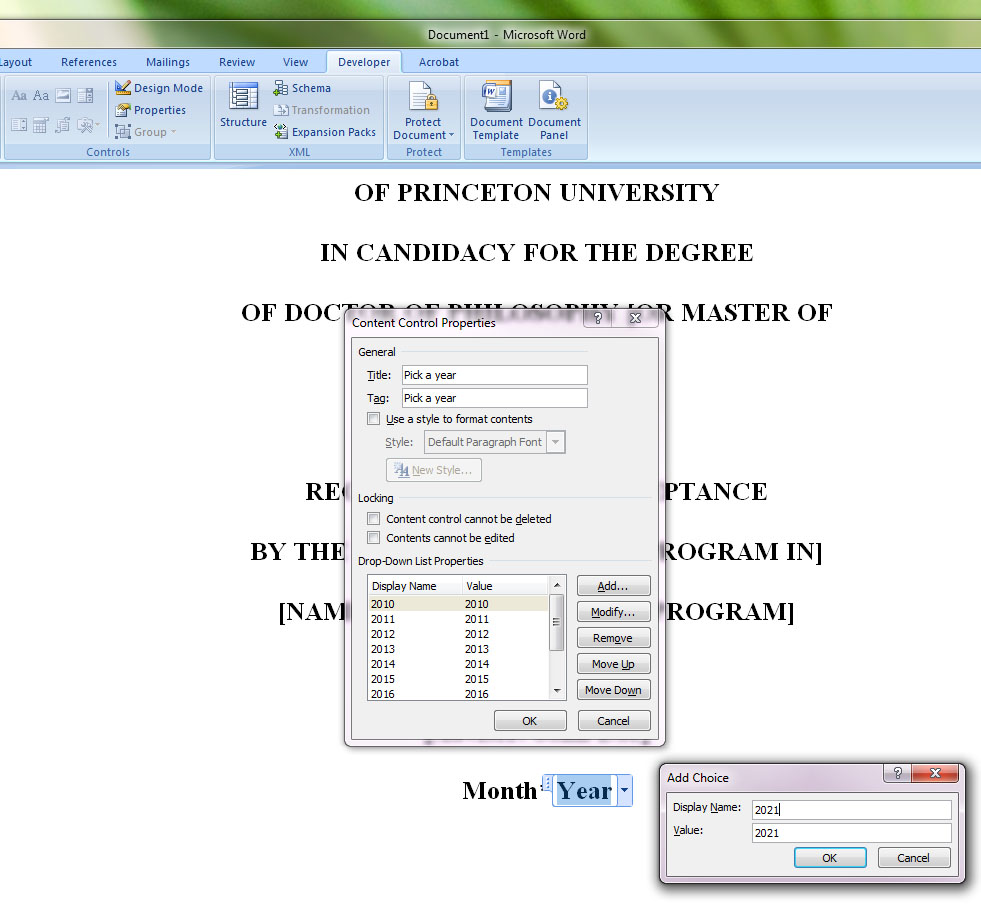 Document1 - Microsoft Word
Layout References Mailings Review View Developer Acrobat
Aa Aa Design Mode
Properties
Group
Controls
Structure
Schema
Transformation
Expansion Packs
XML
Protect
Document
Protect
Document
Template
Document
Panel
Templates
OF PRINCETON UNIVERSITY
IN CANDIDACY FOR THE DEGREE
OF DOCTOR OF PHILOSOPHY [OR MASTER OF
Content Control Properties
General
Title: Pick a year
Tag: Pick a year
Use a style to format contents
Style: Default Paragraph Font
New Style...
Locking
Content control cannot be deleted
Contents cannot be edited
Drop-Down List Properties
Display Name Value
2010 2010
2011 2011
2012 2012
2013 2013
2014 2014
2015 2015
2016 2016
Add...
Modify...
Remove
Move Up
Move Down
OK Cancel
PTANCE
BY THE
ROGRAM IN]
[NAM
ROGRAM]
Month Year
Add Choice
Display Name: 2021
Value: 2021
OK Cancel